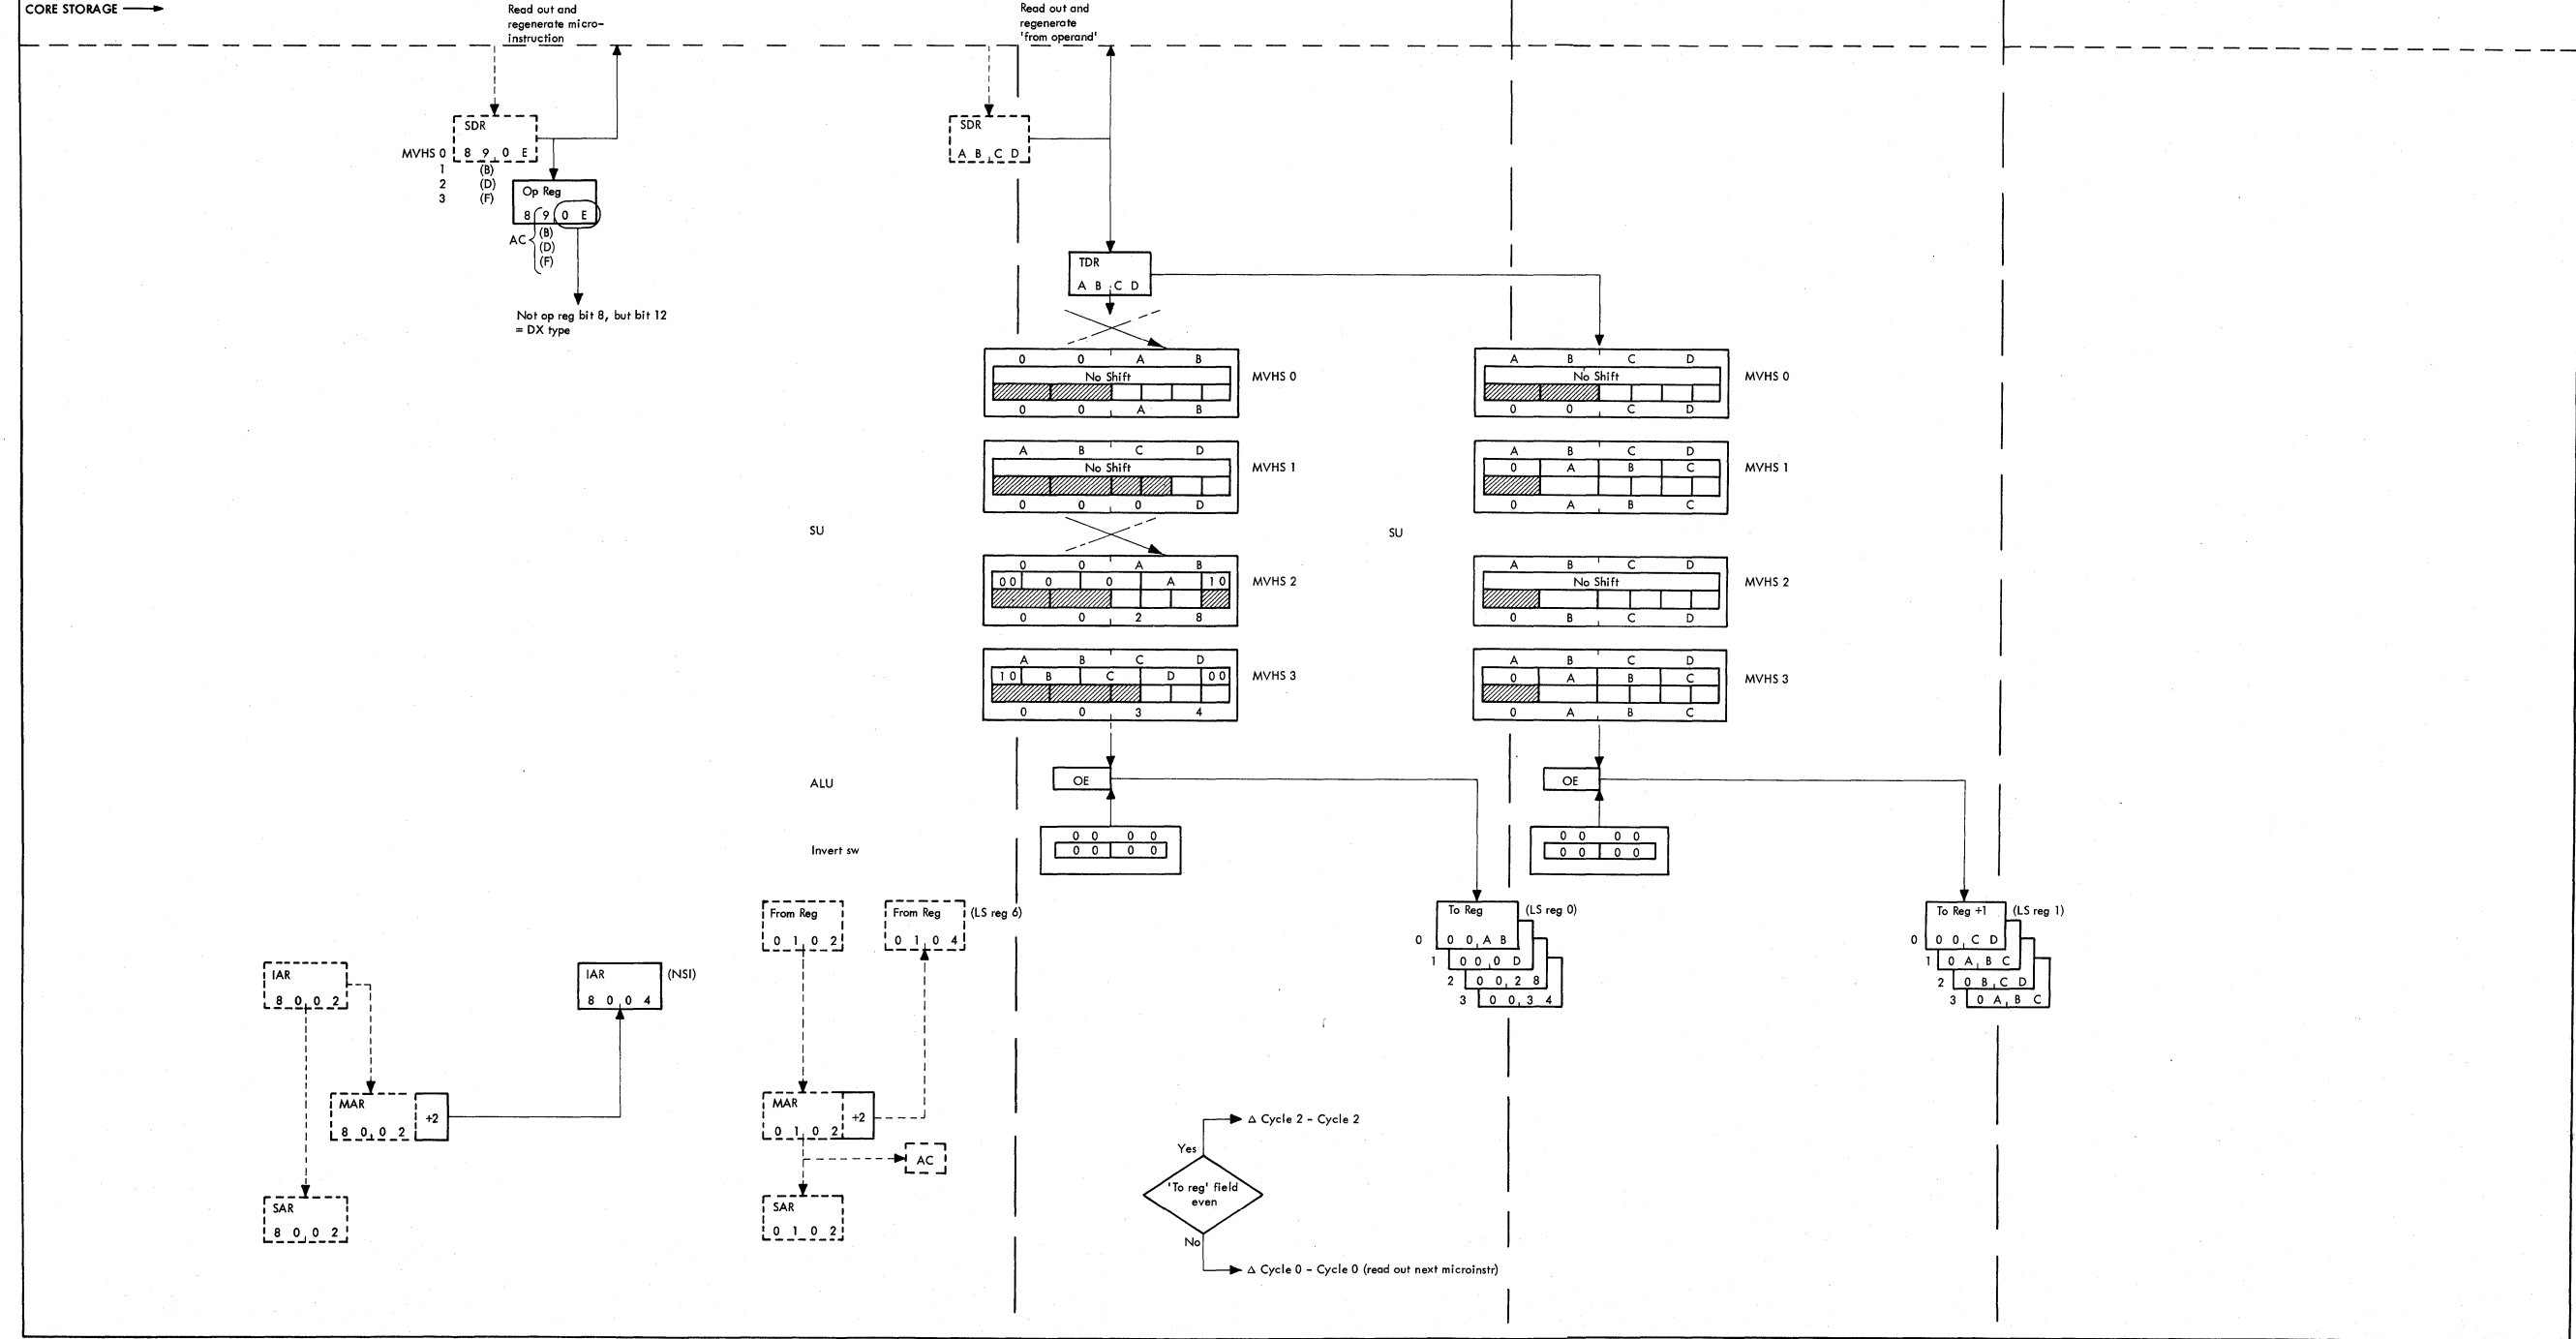 CORE STORAGE
Read out and
regenerate micro-
instruction
Read out and
regenerate
'from operand'
SDR
MVHS 0 8 9 0 E
1 (B)
2 (D)
3 (F)
Op Reg
8 9 0 E
AC (B)
(D)
(F)
Not op reg bit 8, but bit 12
= DX type
SDR
A B C D
TDR
A B C D
0 0 A B
No Shift
0 0 A B
MVHS 0
A B C D
No Shift
0 0 0 D
MVHS 1
SU
0 0 A B
00 0 0 A 10
0 0 2 8
MVHS 2
A B C D
10 B C D 00
0 0 3 4
MVHS 3
A B C D
No Shift
0 0 C D
MVHS 0
A B C D
0 A B C
0 A B C
MVHS 1
SU
A B C D
No Shift
0 B C D
MVHS 2
A B C D
0 A B C
0 A B C
MVHS 3
ALU
OE
OE
Invert sw
0 0 0 0
0 0 0 0
0 0 0 0
0 0 0 0
From Reg
0 1 0 2
From Reg (LS reg 6)
0 1 0 4
To Reg (LS reg 0)
0 0 0 A B
1 0 0 0 D
2 0 0 2 8
3 0 0 3 4
To Reg +1 (LS reg 1)
0 0 0 C D
1 0 A B C
2 0 B C D
3 0 A B C
IAR
8 0 0 2
IAR (NSI)
8 0 0 4
MAR
8 0 0 2
+2
MAR
0 1 0 2
+2
AC
SAR
8 0 0 2
SAR
0 1 0 2
Δ Cycle 2 - Cycle 2
Yes
'To reg' field
even
No
Δ Cycle 0 - Cycle 0 (read out next microinstr)